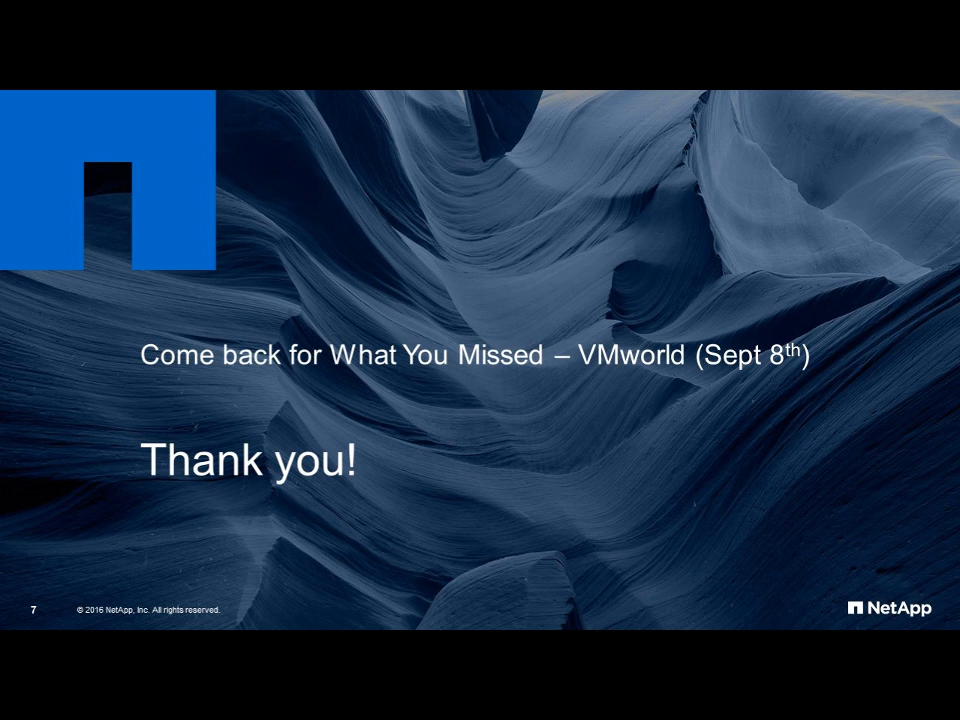 Come back for What You Missed – VMworld (Sept 8th)
Thank you!
7
© 2016 NetApp, Inc. All rights reserved.
NetApp